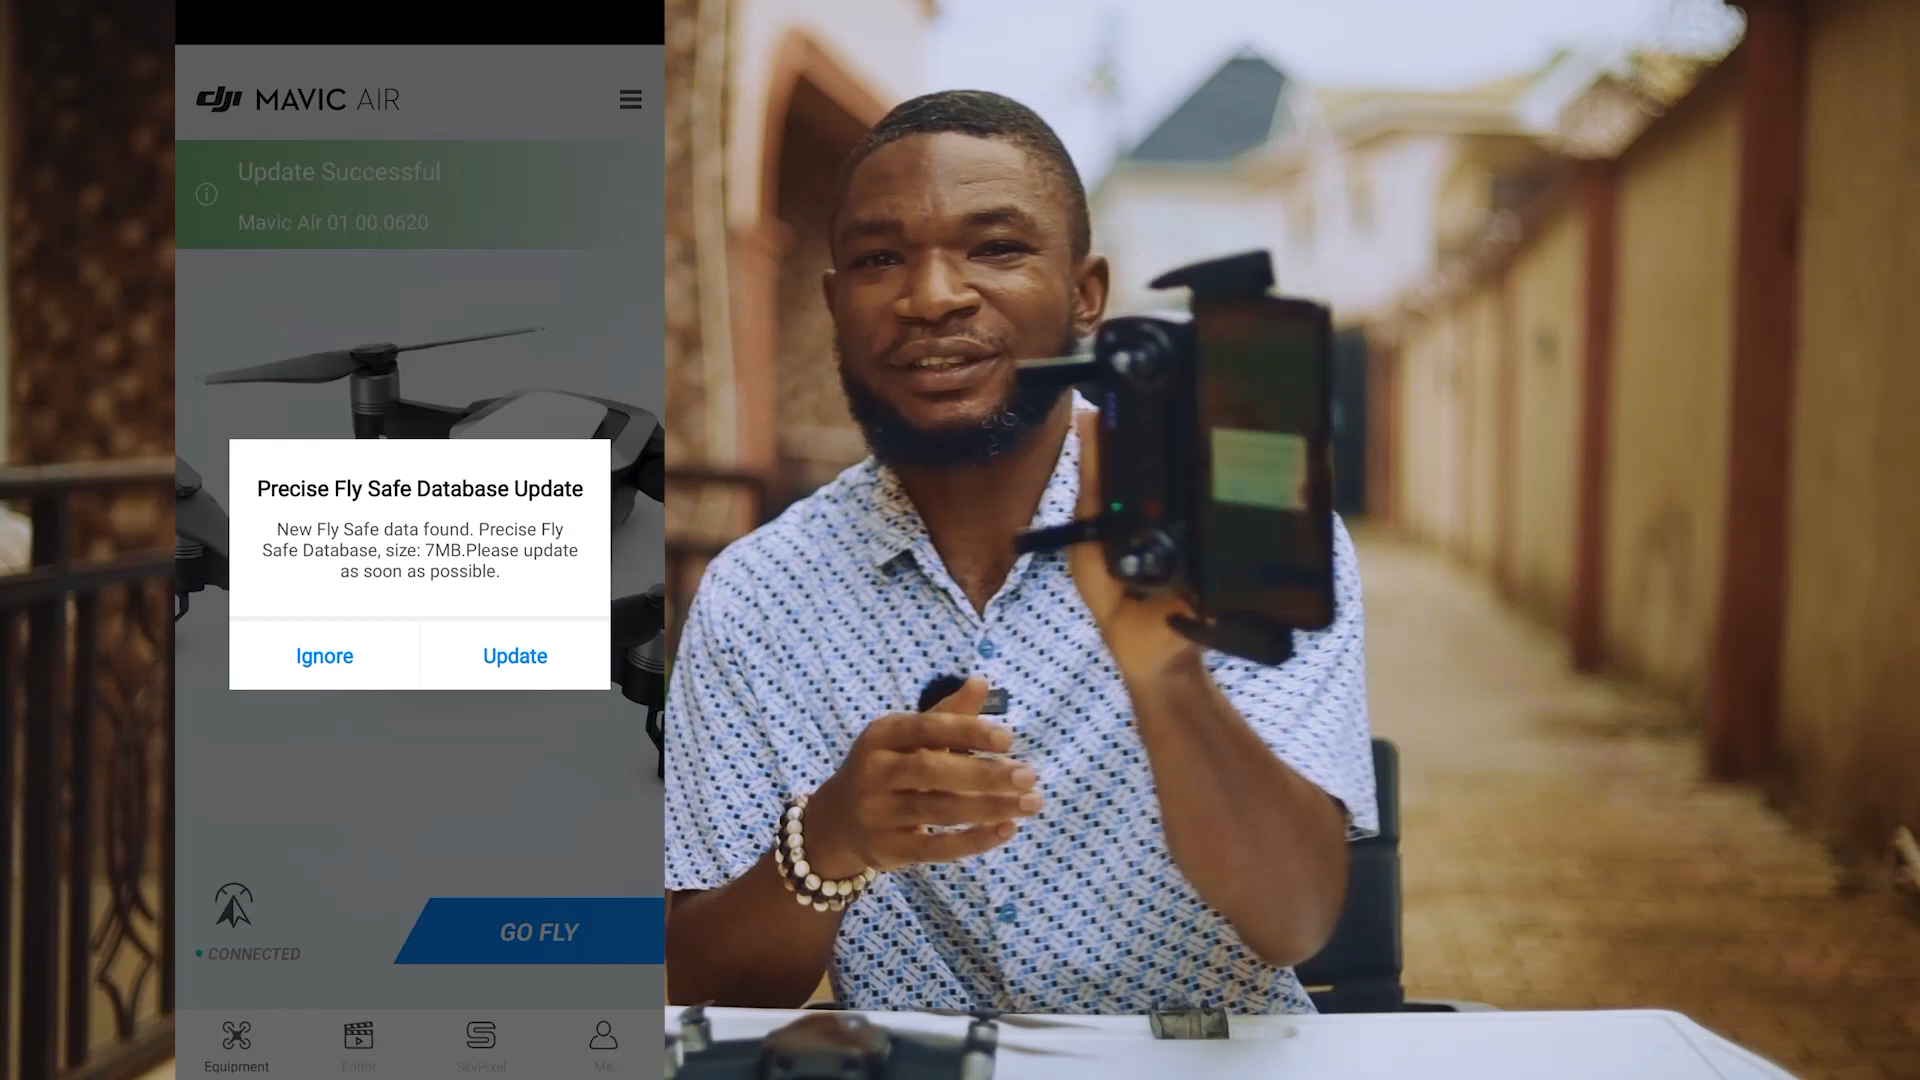 dji MAVIC AIR
Update Successful
Mavic Air 01.00.0620
Precise Fly Safe Database Update
New Fly Safe data found. Precise Fly
Safe Database, size: 7MB.Please update
as soon as possible.
Ignore
Update
GO FLY
CONNECTED
Equipment
Editor
SkyPixel
Me